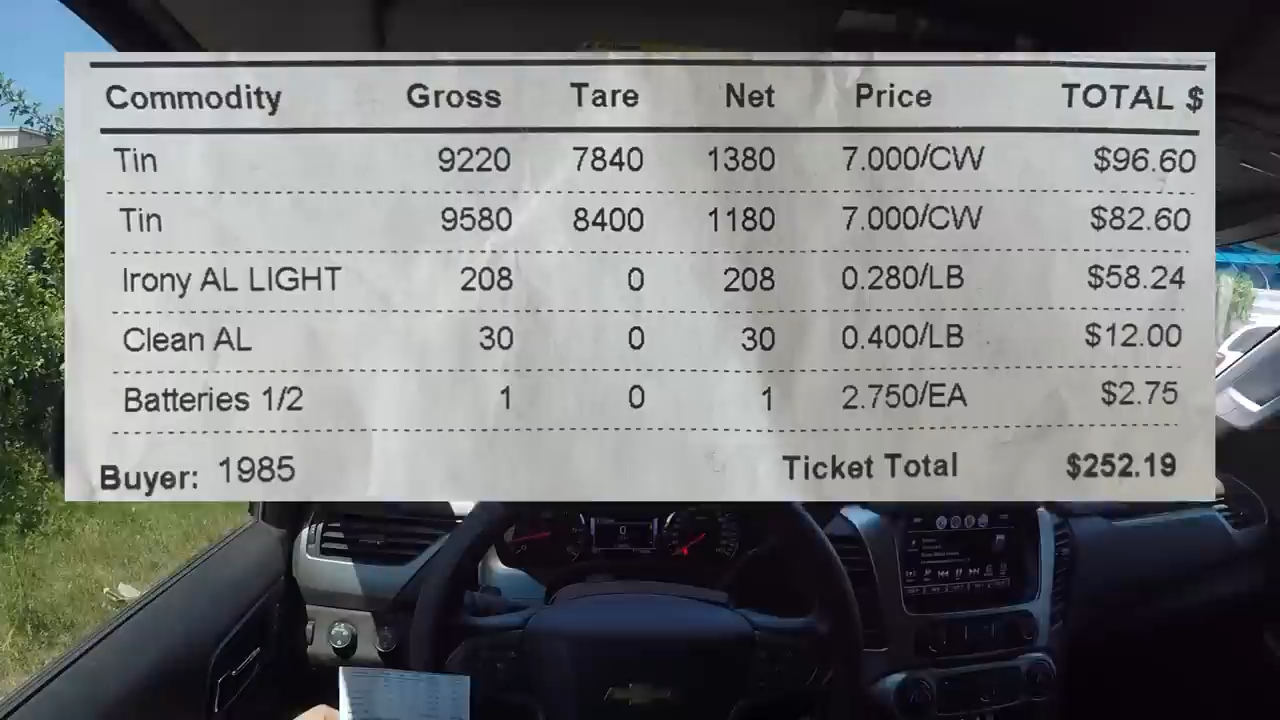 Commodity Gross Tare Net Price TOTAL $
Tin 9220 7840 1380 7.000/CW $96.60
Tin 9580 8400 1180 7.000/CW $82.60
Irony AL LIGHT 208 0 208 0.280/LB $58.24
Clean AL 30 0 30 0.400/LB $12.00
Batteries 1/2 1 0 1 2.750/EA $2.75
Buyer: 1985 Ticket Total $252.19